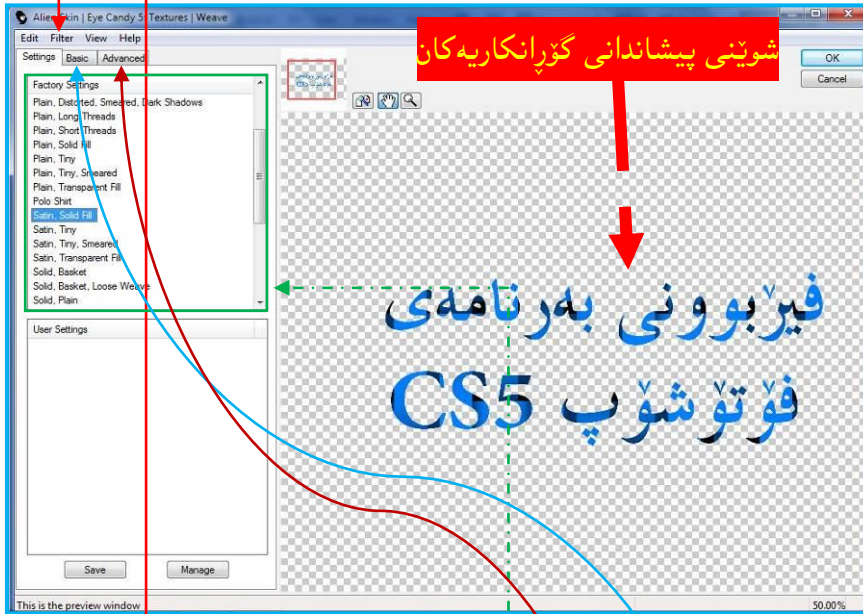 Alien Skin | Eye Candy 5: Textures | Weave
Edit Filter View Help
Settings Basic Advanced
شوێنی پیشاندانی گۆڕانکاریەکان
OK
Cancel
Factory Settings
Plain, Distorted, Smeared, Dark Shadows
Plain, Long Threads
Plain, Short Threads
Plain, Solid Fill
Plain, Tiny
Plain, Tiny, Smeared
Plain, Transparent Fill
Polo Shirt
Satin, Solid Fill
Satin, Tiny
Satin, Tiny, Smeared
Satin, Transparent Fill
Solid, Basket
Solid, Basket, Loose Weave
Solid, Plain
User Settings
فێربوونی بەرنامەی
فۆتۆشۆپ CS5
Save Manage
This is the preview window
50.00%